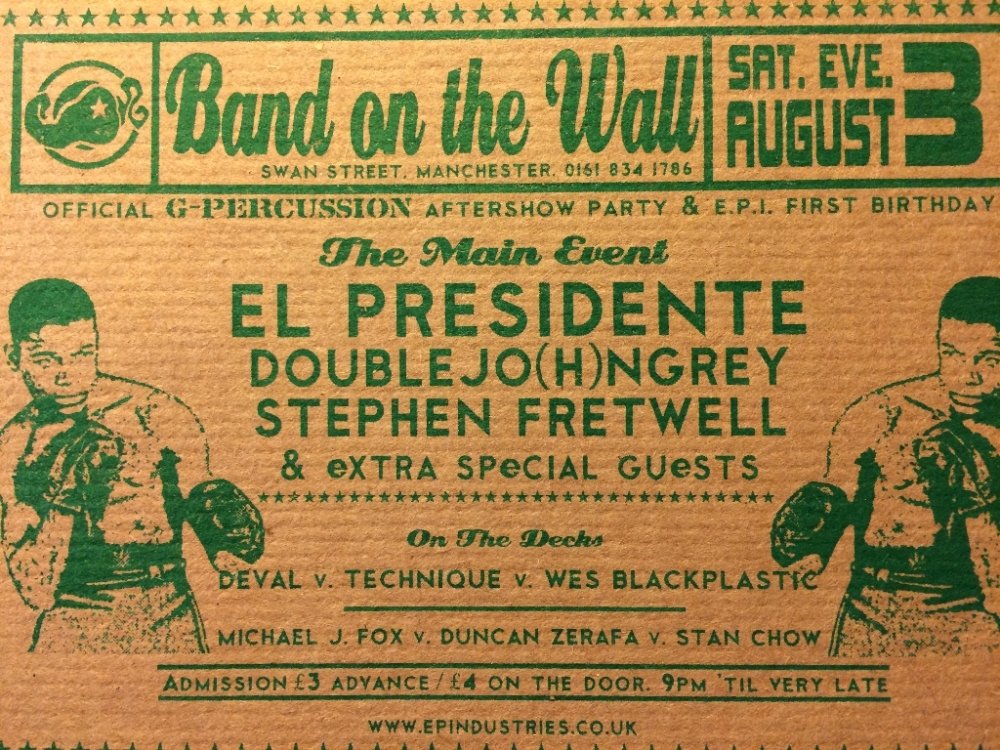 Band on the Wall
SWAN STREET. MANCHESTER. 0161 834 1786
SAT. EVE.
AUGUST 3
OFFICIAL G-PERCUSSION AFTERSHOW PARTY & E.P.I. FIRST BIRTHDAY
The Main Event
EL PRESIDENTE
DOUBLEJO(H)NGREY
STEPHEN FRETWELL
& eXTRA SPeCIAL GUeSTS
On The Decks
DEVAL v. TECHNIQUE v. WES BLACKPLASTIC
MICHAEL J. FOX v. DUNCAN ZERAFA v. STAN CHOW
ADMISSION £3 ADVANCE / £4 ON THE DOOR. 9PM 'TIL VERY LATE
WWW.EPINDUSTRIES.CO.UK